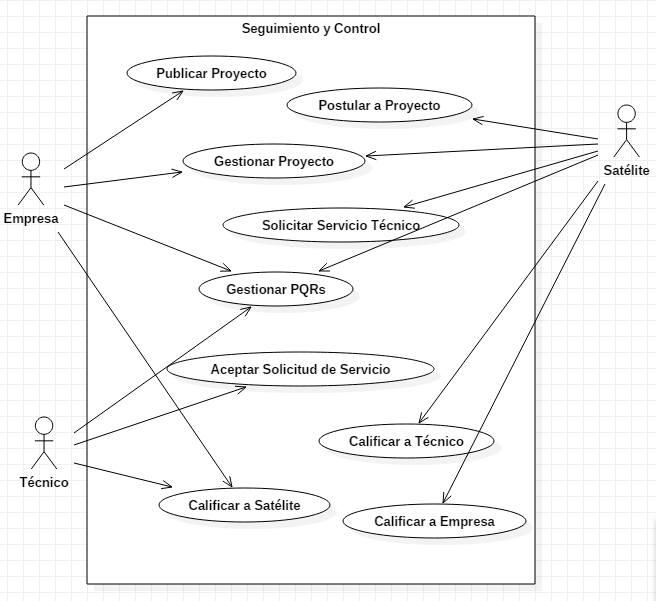 Seguimiento y Control
Publicar Proyecto
Postular a Proyecto
Gestionar Proyecto
Satélite
Empresa
Solicitar Servicio Técnico
Gestionar PQRs
Aceptar Solicitud de Servicio
Calificar a Técnico
Técnico
Calificar a Satélite
Calificar a Empresa